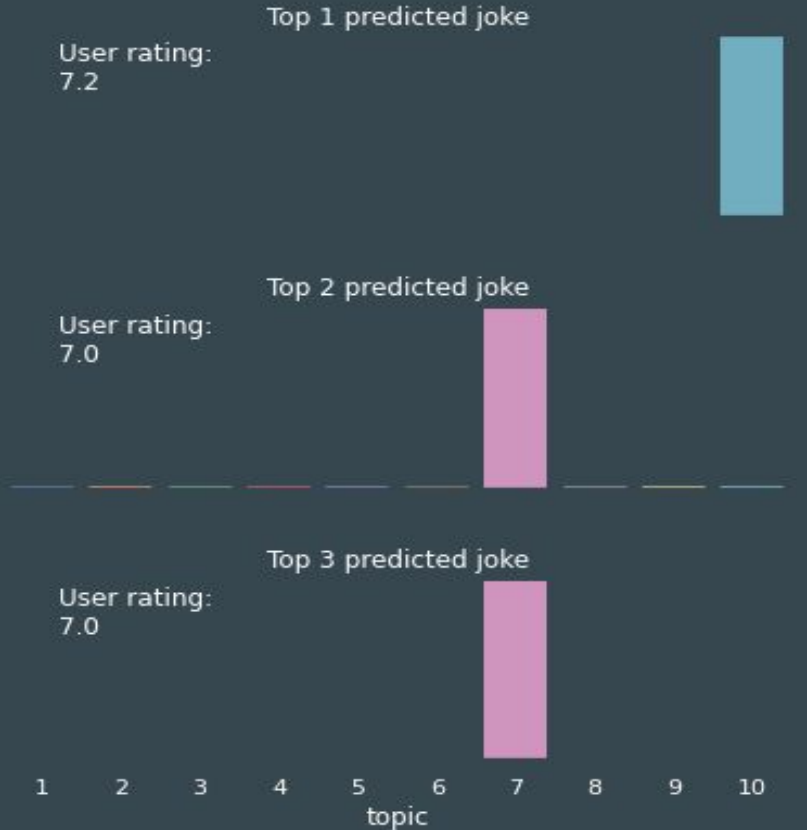 Top 1 predicted joke
User rating:
7.2
Top 2 predicted joke
User rating:
7.0
Top 3 predicted joke
User rating:
7.0
1 2 3 4 5 6 7 8 9 10
topic